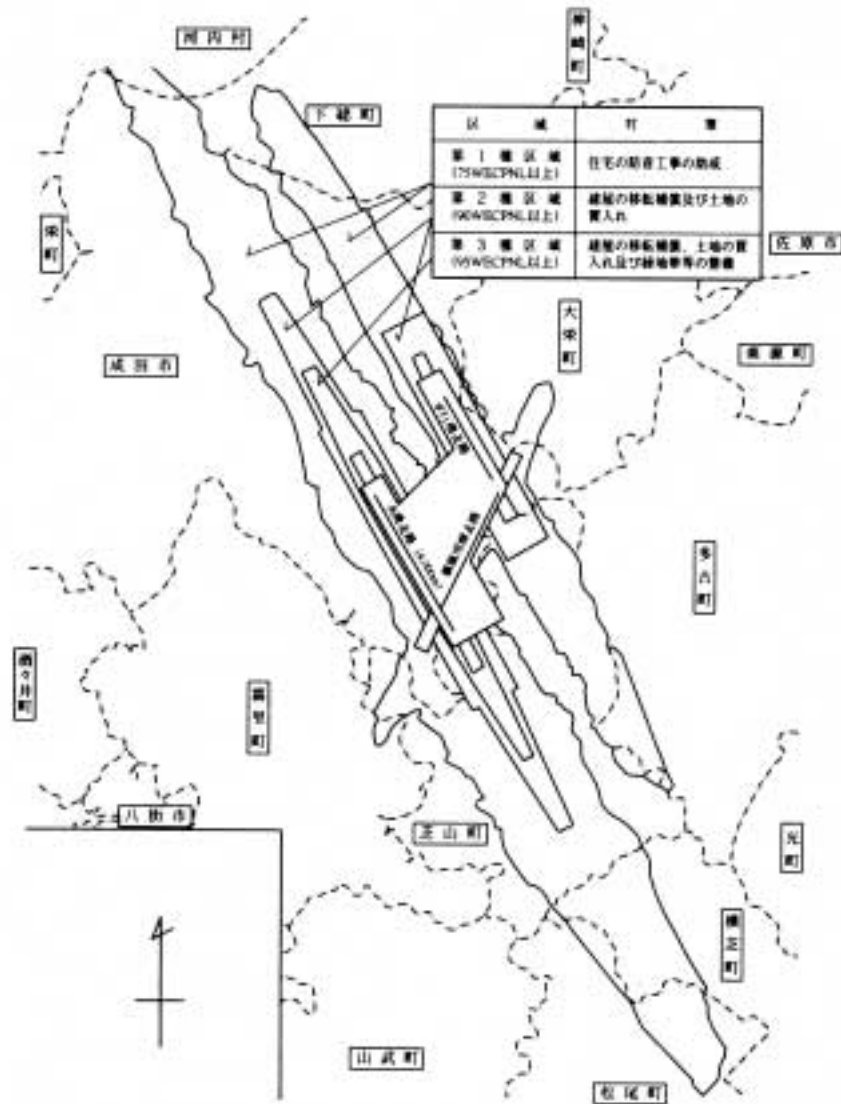 河内村
神崎町
下総町
区 域
対 策
第1種区域
(75WECPNL以上)
住宅の防音工事の助成
第2種区域
(90WECPNL以上)
建物の移転補償及び土地の
買入れ
第3種区域
(95WECPNL以上)
建物の移転補償、土地の買
入れ及び緑地帯等の整備
栄町
佐原市
大栄町
成田市
栗源町
多古町
酒々井町
富里町
八街市
芝山町
光町
横芝町
山武町
松尾町